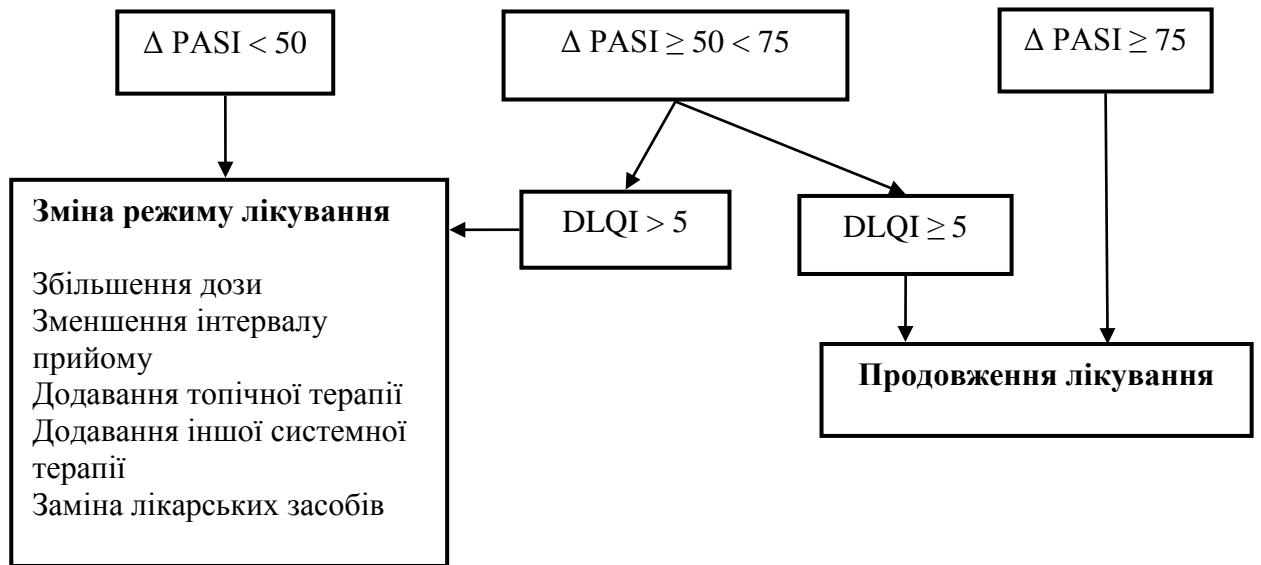 Δ PASI < 50
Δ PASI ≥ 50 < 75
Δ PASI ≥ 75
DLQI > 5
DLQI ≥ 5
Зміна режиму лікування
Збільшення дози
Зменшення інтервалу
прийому
Додавання топічної терапії
Додавання іншої системної
терапії
Заміна лікарських засобів
Продовження лікування